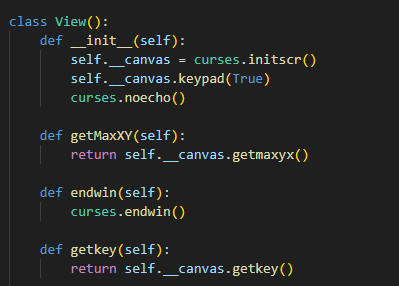 class View():
    def __init__(self):
        self.__canvas = curses.initscr()
        self.__canvas.keypad(True)
        curses.noecho()
    def getMaxXY(self):
        return self.__canvas.getmaxyx()
    def endwin(self):
        curses.endwin()
    def getkey(self):
        return self.__canvas.getkey()